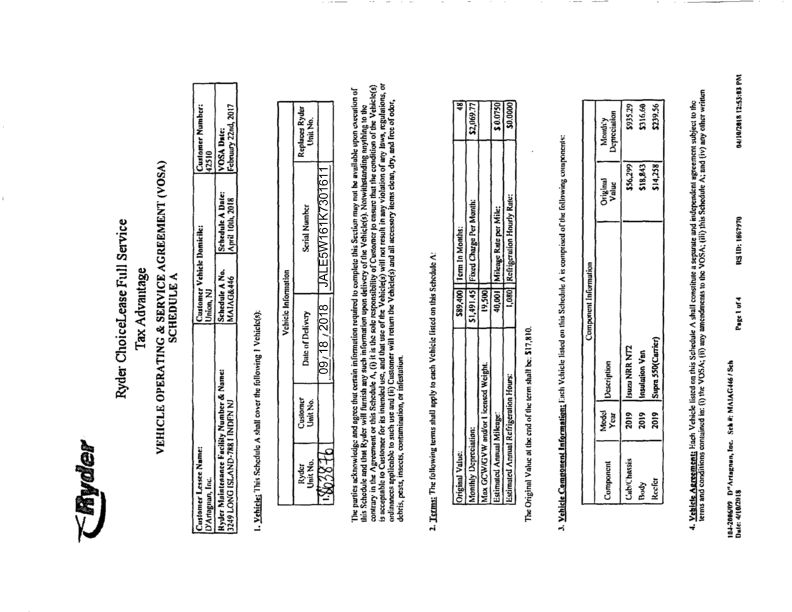 Ryder
Ryder ChoiceLease Full Service
Tax Advantage
VEHICLE OPERATING & SERVICE AGREEMENT (VOSA)
SCHEDULE A
Customer Lessee Name:
D'Artagnan, Inc.
Customer Vehicle Domicile:
Union, NJ
Customer Number:
42510
Ryder Maintenance Facility Number & Name:
3249 LONG ISLAND-7881 INDEN NJ
Schedule A No.
MAIAG&446
Schedule A Date:
April 10th, 2018
VOSA Date:
February 22nd, 2017
1. Vehicle: This Schedule A shall cover the following 1 Vehicle(s):
Vehicle Information
Ryder Unit No. Customer Unit No. Date of Delivery Serial Number Replaces Ryder Unit No.
1. 803876 09/18/2018 JALE5W161K7301611
The parties acknowledge and agree that certain information required to complete this Section may not be available upon execution of
this Schedule and that Ryder will furnish any such information upon delivery of the Vehicle(s). Notwithstanding anything to the
contrary in the Agreement or this Schedule A, (i) it is the sole responsibility of Customer to ensure that the condition of the Vehicle(s)
is acceptable to Customer for its intended use, and that use of the Vehicle(s) will not result in any violation of any laws, regulations, or
ordinances applicable to such use and (ii) Customer will return the Vehicle(s) and all accessory items clean, dry, and free of odor,
debris, pests, insects, contamination, or infestation.
2. Terms: The following terms shall apply to each Vehicle listed on this Schedule A:
Original Value: $89,400 Term In Months: 48
Monthly Depreciation: $1,491.45 Fixed Charge Per Month: $2,069.77
Max GCW/GVW and/or Licensed Weight. 19,500
Estimated Annual Mileage: 40,001 Mileage Rate per Mile: $ 0.0750
Estimated Annual Refrigeration Hours: 1,080 Refrigeration Hourly Rate: $0.0000
The Original Value at the end of the term shall be: $17,810.
3. Vehicle Component Information: Each Vehicle listed on this Schedule A is comprised of the following components:
Component Information
Component Model Year Description Original Value Monthly Depreciation
Cab/Chassis 2019 Isuzu NRR N72 $56,299 $935.29
Body 2019 Insulation Van $18,843 $316.60
Reefer 2019 Supra 550(Carrier) $14,258 $239.56
4. Vehicle Agreement: Each Vehicle listed on this Schedule A shall constitute a separate and independent agreement subject to the
terms and conditions contained in: (i) the VOSA; (ii) any amendments to the VOSA; (iii) this Schedule A; and (iv) any other written
184-2006/09 D'Artagnan, Inc. Sch #: MAIAG446 / Sch Page 1 of 4 RS ID: 1867970 04/10/2018 12:53:03 PM
Date: 4/10/2018